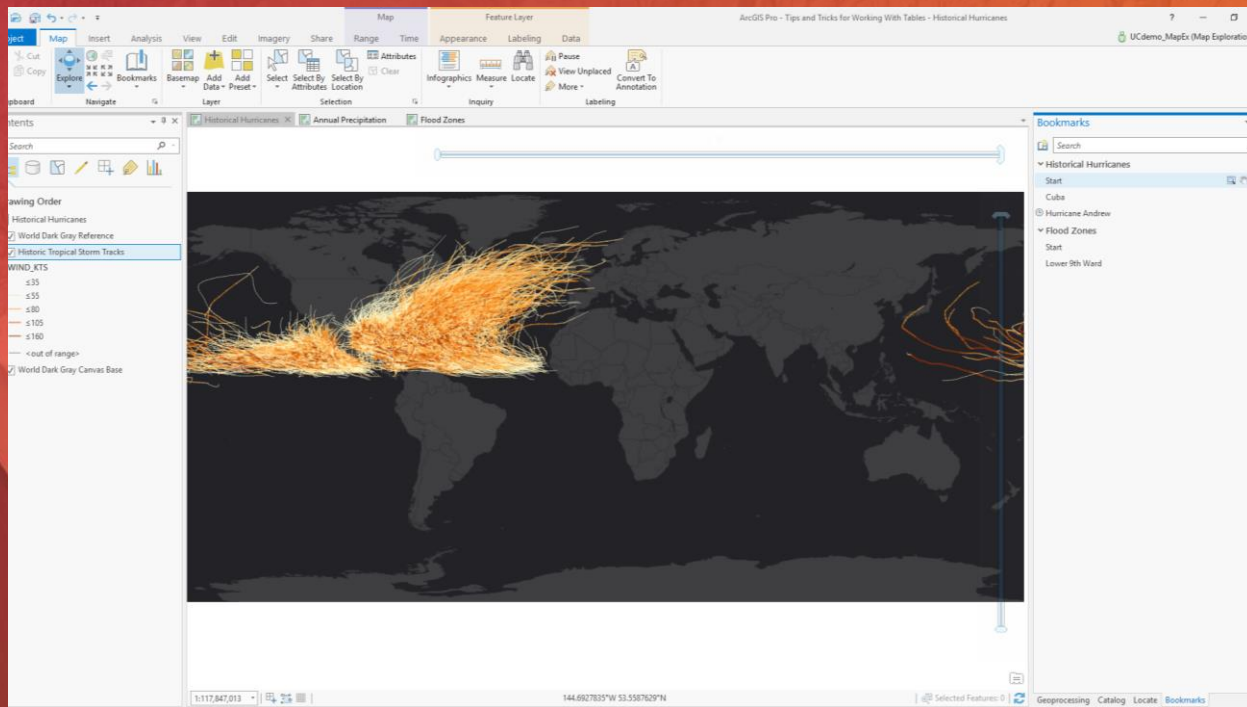 Map
Feature Layer
ArcGIS Pro - Tips and Tricks for Working With Tables - Historical Hurricanes
?
oject Map Insert Analysis View Edit Imagery Share Range Time Appearance Labeling Data
UCdemo_MapEx (Map Exploration
Cut
Copy
Explore
Bookmarks
Basemap
Add Data
Add Preset
Select
Select By Attributes
Select By Location
Attributes
Clear
Infographics
Measure
Locate
Pause
View Unplaced
More
Convert To Annotation
pboard
Navigate
Layer
Selection
Inquiry
Labeling
ntents
Search
rawing Order
Historical Hurricanes
World Dark Gray Reference
Historic Tropical Storm Tracks
WIND_KTS
≤35
≤55
≤80
≤105
≤160
<out of range>
World Dark Gray Canvas Base
Historical Hurricanes
Annual Precipitation
Flood Zones
1:117,847,013
144.6927835°W 53.5587629°N
Selected Features: 0
Bookmarks
Search
Historical Hurricanes
Start
Cuba
Hurricane Andrew
Flood Zones
Start
Lower 9th Ward
Geoprocessing Catalog Locate Bookmarks